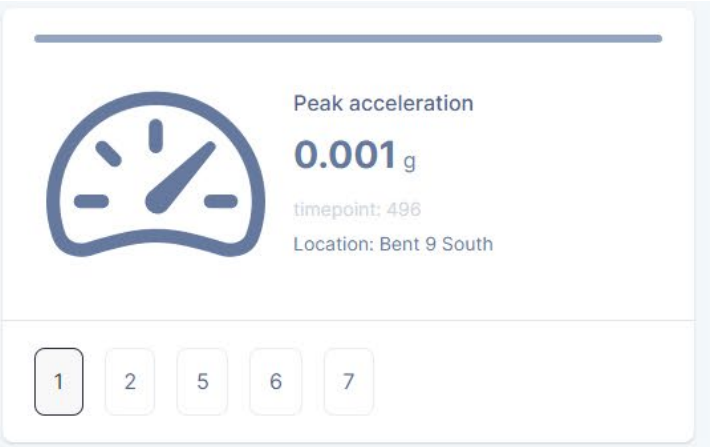 Peak acceleration
0.001 g
timepoint: 496
Location: Bent 9 South
1 2 5 6 7